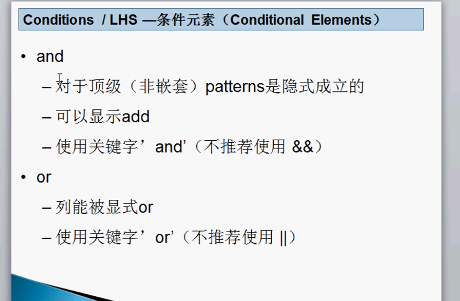 Conditions / LHS —条件元素（Conditional Elements）
• and
– 对于顶级（非嵌套）patterns是隐式成立的
– 可以显示add
– 使用关键字’and’（不推荐使用 &&）
• or
– 列能被显式or
– 使用关键字’or’（不推荐使用 ||）